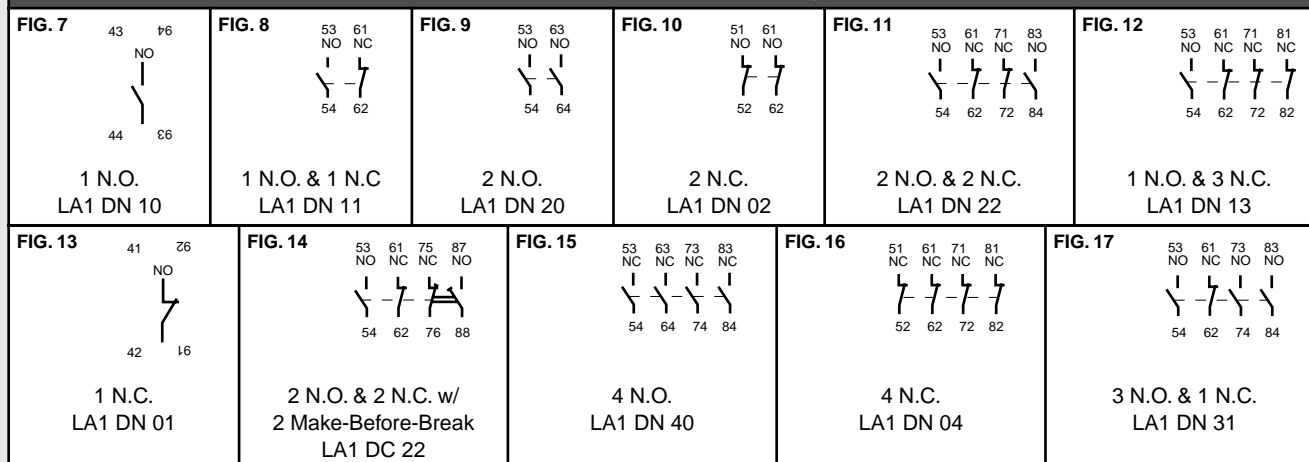 FIG. 7
43 94
NO
44 93
1 N.O.
LA1 DN 10
FIG. 8
53 61
NO NC
54 62
1 N.O. & 1 N.C
LA1 DN 11
FIG. 9
53 63
NO NO
54 64
2 N.O.
LA1 DN 20
FIG. 10
51 61
NO NO
52 62
2 N.C.
LA1 DN 02
FIG. 11
53 61 71 83
NO NC NC NO
54 62 72 84
2 N.O. & 2 N.C.
LA1 DN 22
FIG. 12
53 61 71 81
NO NC NC NC
54 62 72 82
1 N.O. & 3 N.C.
LA1 DN 13
FIG. 13
41 92
NO
42 91
1 N.C.
LA1 DN 01
FIG. 14
53 61 75 87
NO NC NC NO
54 62 76 88
2 N.O. & 2 N.C. w/
2 Make-Before-Break
LA1 DC 22
FIG. 15
53 63 73 83
NC NC NC NC
54 64 74 84
4 N.O.
LA1 DN 40
FIG. 16
51 61 71 81
NC NC NC NC
52 62 72 82
4 N.C.
LA1 DN 04
FIG. 17
53 61 73 83
NO NC NO NO
54 62 74 84
3 N.O. & 1 N.C.
LA1 DN 31